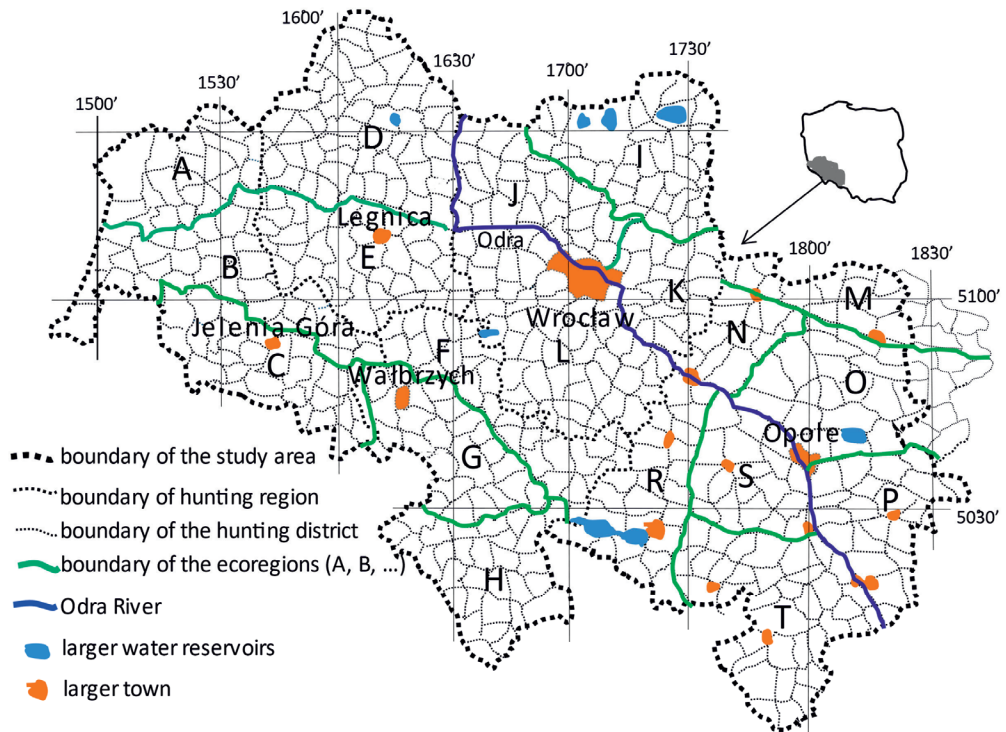 1600’
1730’
1630’
1700’
1530’
1500’
D
I
A
J
Legnica
Odra
1800’
1830’
E
B
K
M
5100’
Wrocław
N
Jelenia Góra
F
L
C
O
Wałbrzych
Opole
boundary of the study area
G
R
S
boundary of hunting region
P
5030’
boundary of the hunting district
boundary of the ecoregions (A, B, ...)
H
Odra River
T
larger water reservoirs
larger town